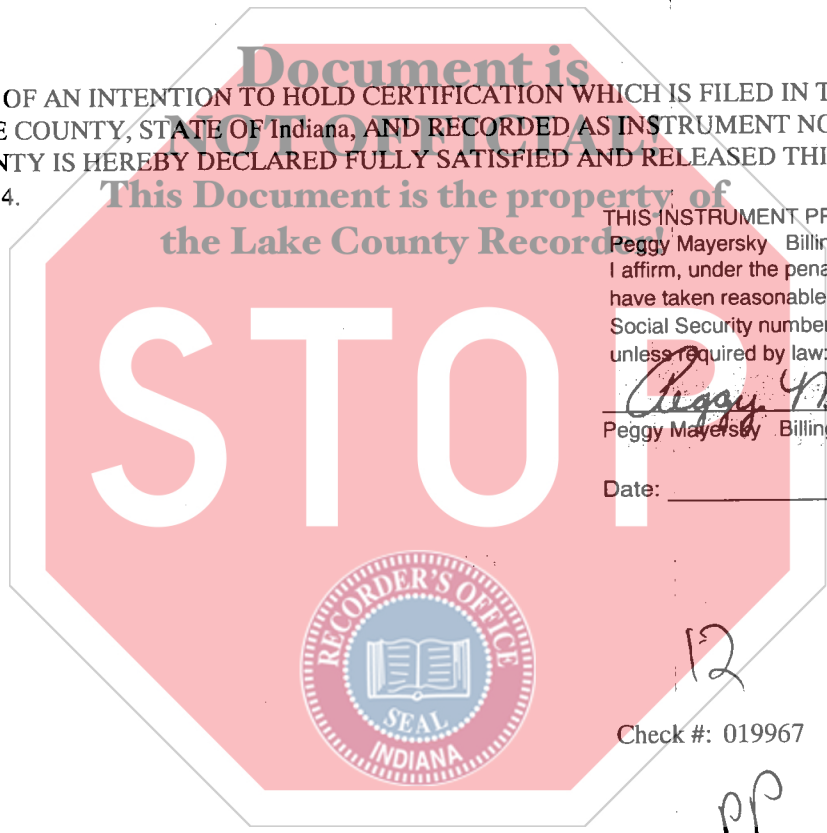 Document is
OF AN INTENTION TO HOLD CERTIFICATION WHICH IS FILED IN T
E COUNTY, STATE OF Indiana, AND RECORDED AS INSTRUMENT NO
NOT OFFICIAL!
NTY IS HEREBY DECLARED FULLY SATISFIED AND RELEASED THI
4.
This Document is the property of
the Lake County Recorder!
THIS INSTRUMENT PR
Peggy Mayersky Billin
I affirm, under the pena
have taken reasonable
Social Security number
unless required by law:
Peggy M
Peggy Mayersky Billing
Date:
STOP
RECORDER'S OFFICE
SEAL
INDIANA
12
Check #: 019967
PP